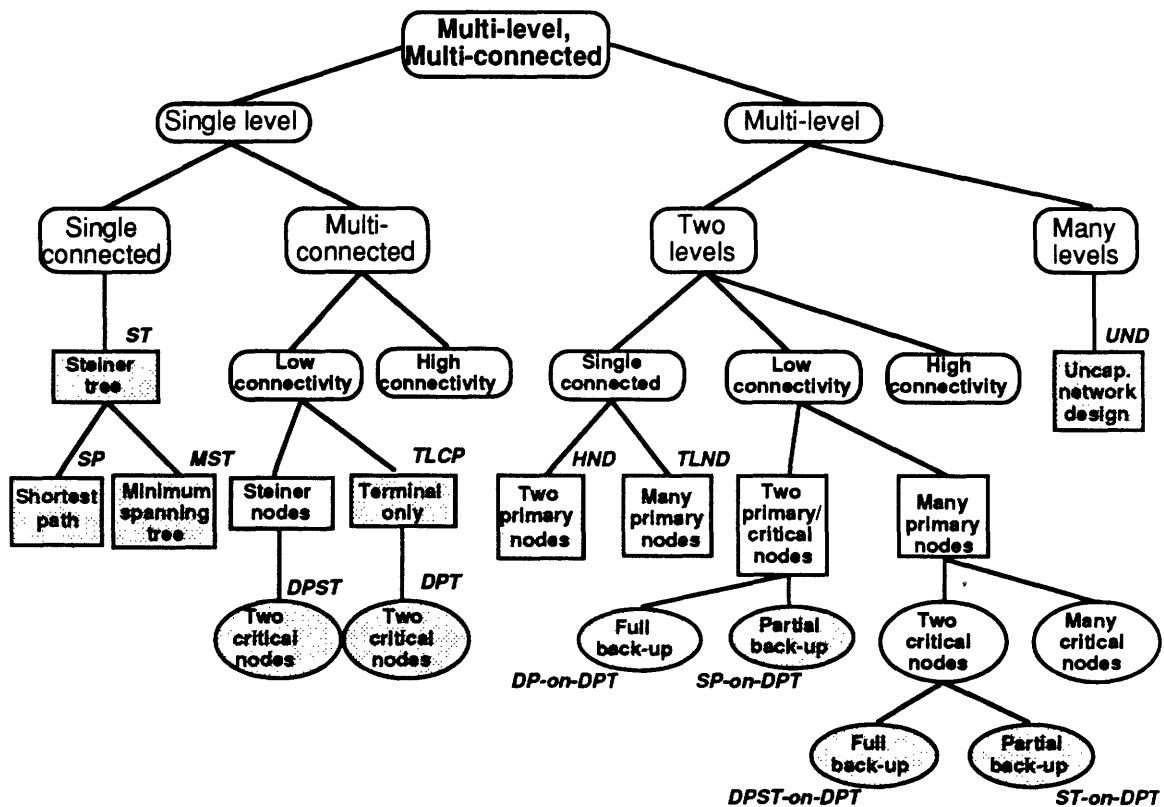 Multi-level,
Multi-connected
Single level
Multi-level
Single
connected
Multi-
connected
Two
levels
Many
levels
ST
UND
Steiner
tree
Low
connectivity
High
connectivity
Single
connected
Low
connectivity
High
connectivity
Uncap.
network
design
SP
MST
TLCP
HND
TLND
Shortest
path
Minimum
spanning
tree
Steiner
nodes
Terminal
only
Two
primary
nodes
Many
primary
nodes
Two
primary/
critical
nodes
Many
primary
nodes
DPST
DPT
Two
critical
nodes
Two
critical
nodes
Full
back-up
Partial
back-up
Two
critical
nodes
Many
critical
nodes
DP-on-DPT
SP-on-DPT
Full
back-up
Partial
back-up
DPST-on-DPT
ST-on-DPT